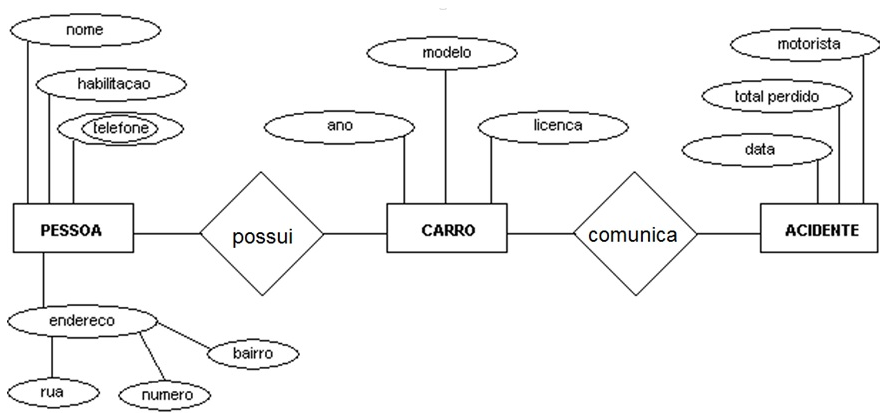 nome
habilitacao
telefone
modelo
ano
licenca
motorista
total perdido
data
PESSOA
possui
CARRO
comunica
ACIDENTE
endereco
bairro
rua
numero